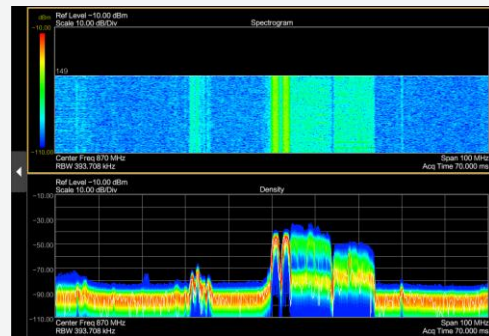 dBm
Ref Level −10.00 dBm
Scale 10.00 dB/Div
Spectrogram
−10.00
149
−110.00
Center Freq 870 MHz
Span 100 MHz
RBW 393.708 kHz
Acq Time 70.000 ms
Ref Level −10.00 dBm
Scale 10.00 dB/Div
Density
−10.00
−30.00
−50.00
−70.00
−90.00
−110.00
Center Freq 870 MHz
Span 100 MHz
RBW 393.708 kHz
Acq Time 70.000 ms